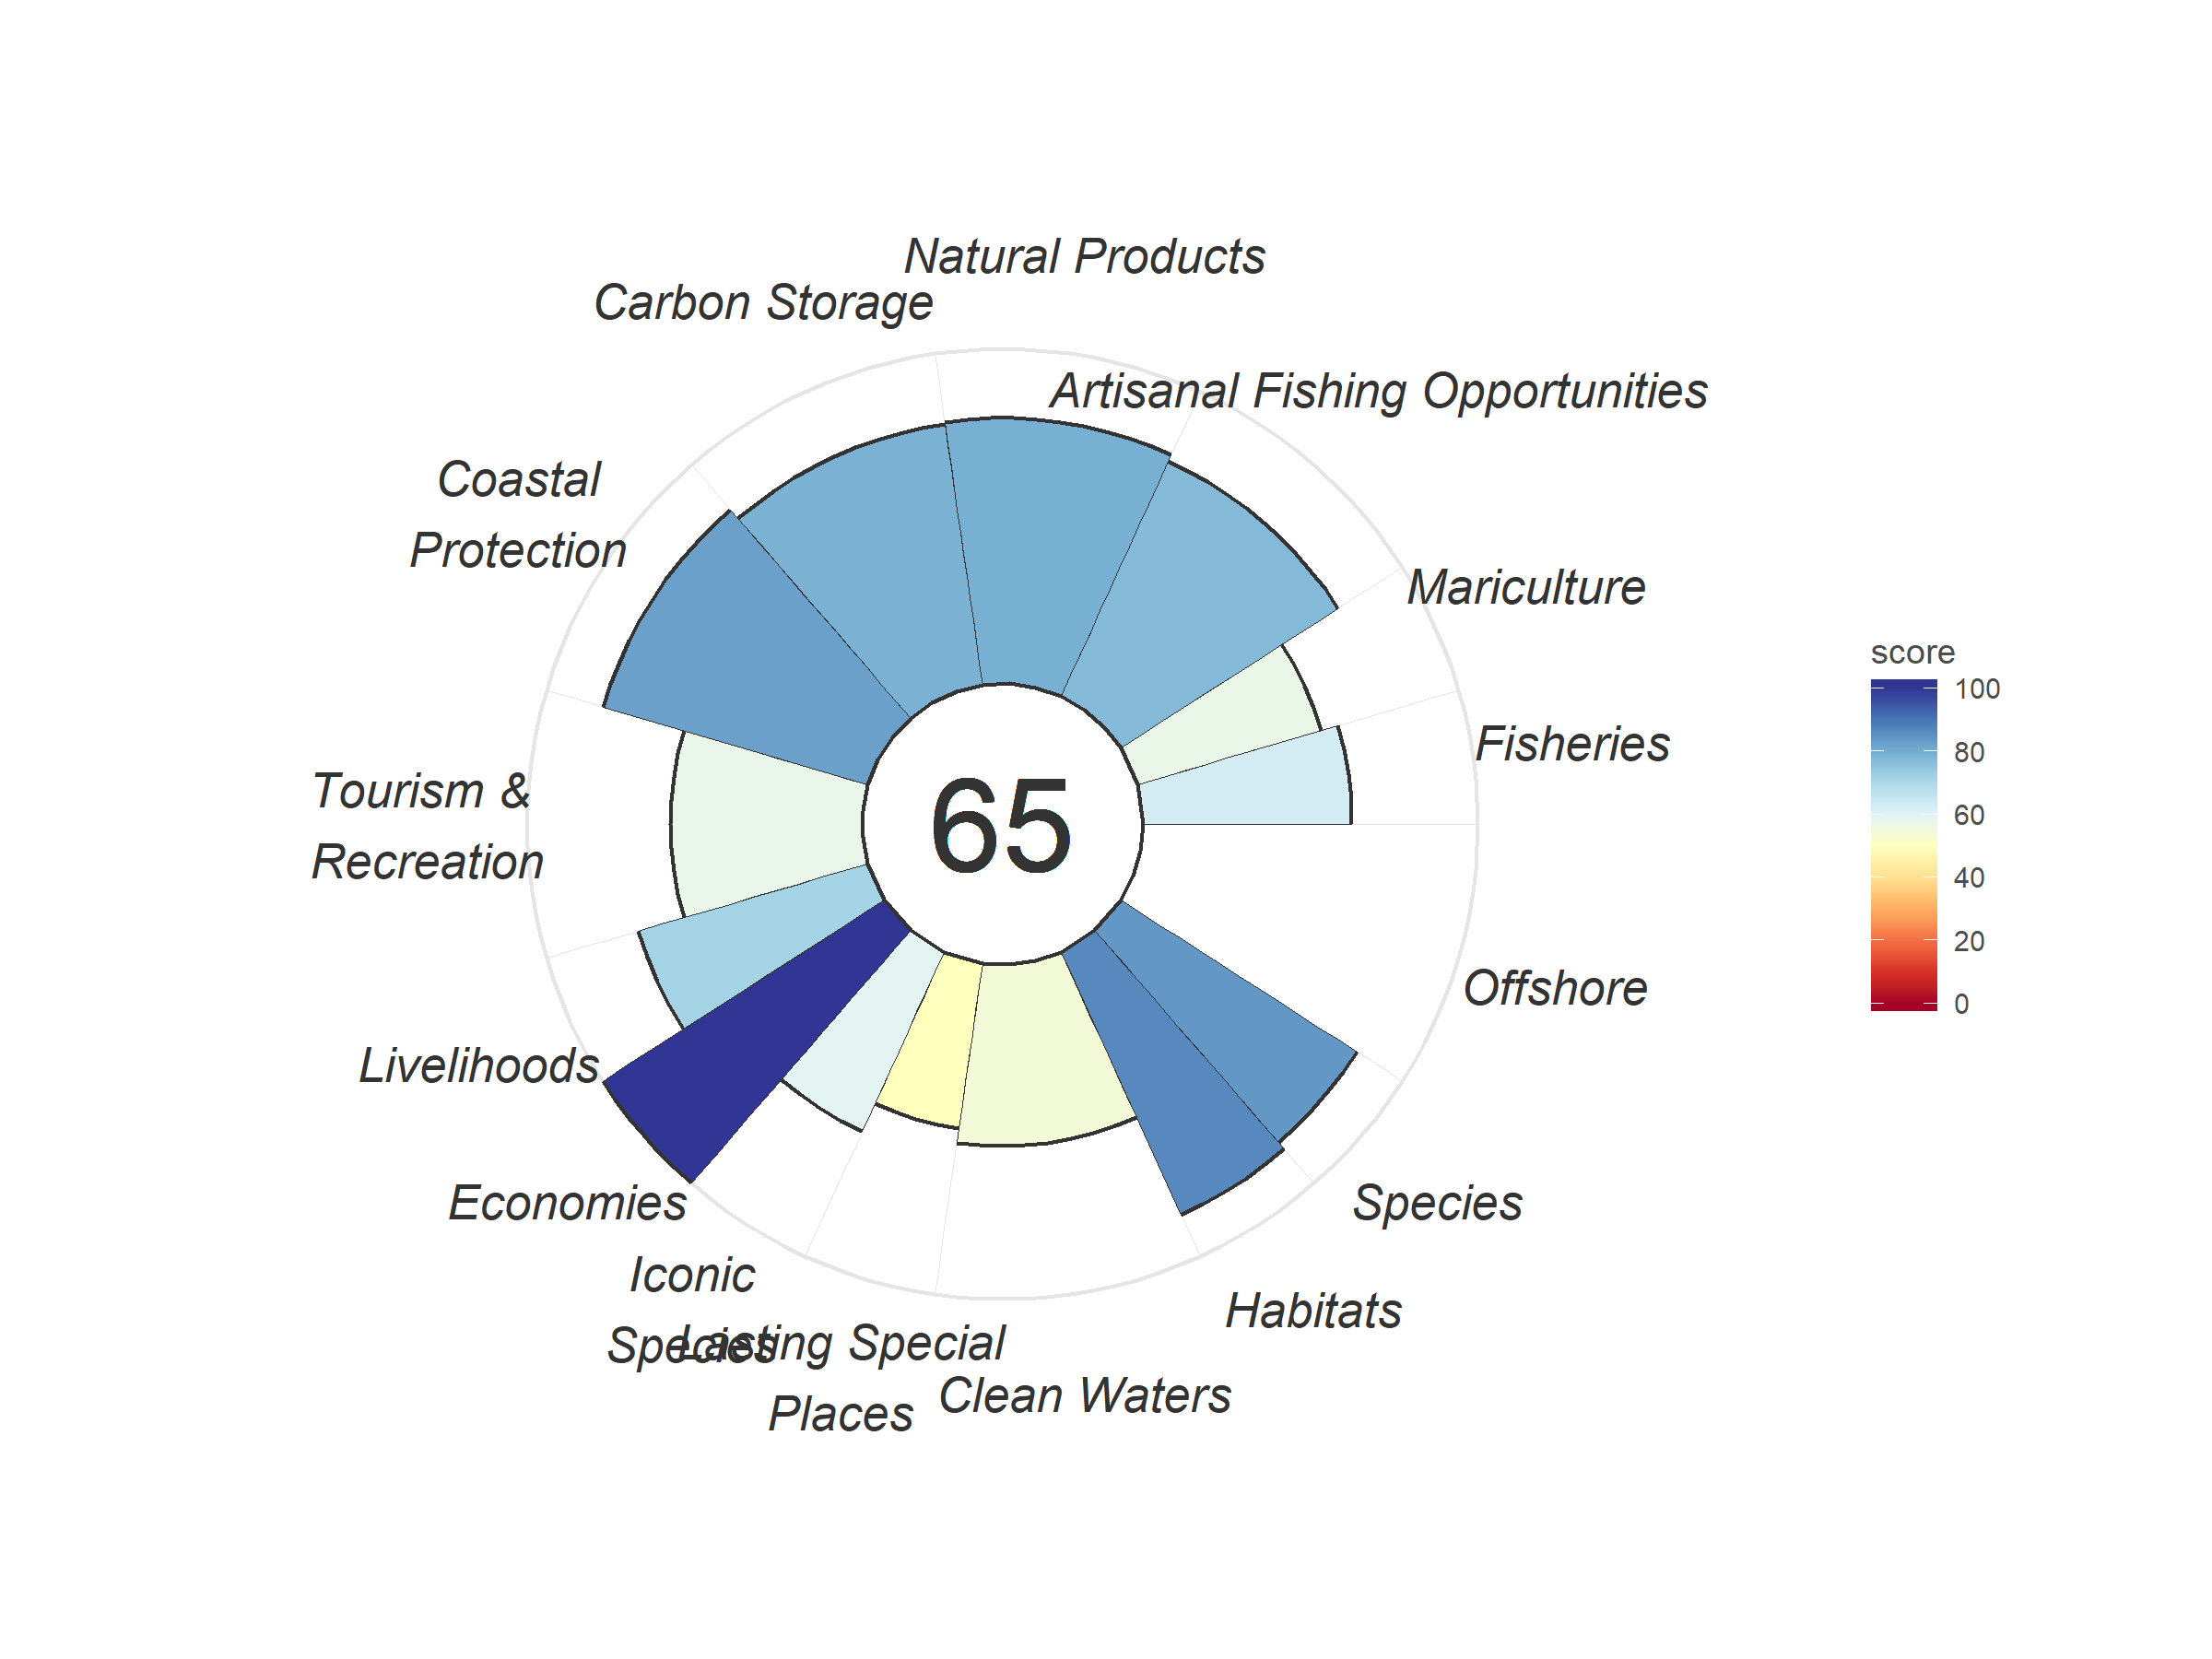 Natural Products
Carbon Storage
Artisanal Fishing Opportunities
Coastal
Protection
Mariculture
Fisheries
Tourism &
Recreation
65
Offshore
Livelihoods
Economies
Species
Iconic
Species
Habitats
Lasting Special
Places
Clean Waters
score
100
80
60
40
20
0